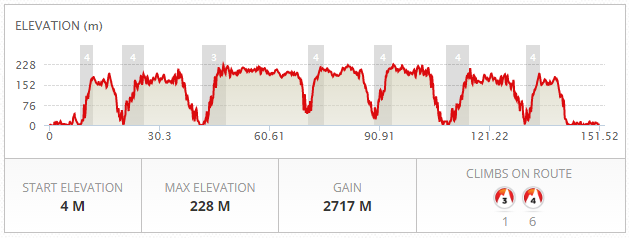 ELEVATION (m)
4 4 3 4 4 4 4
228
152
76
0
0 30.3 60.61 90.91 121.22 151.52
START ELEVATION
4 M
MAX ELEVATION
228 M
GAIN
2717 M
CLIMBS ON ROUTE
3 4
1 6